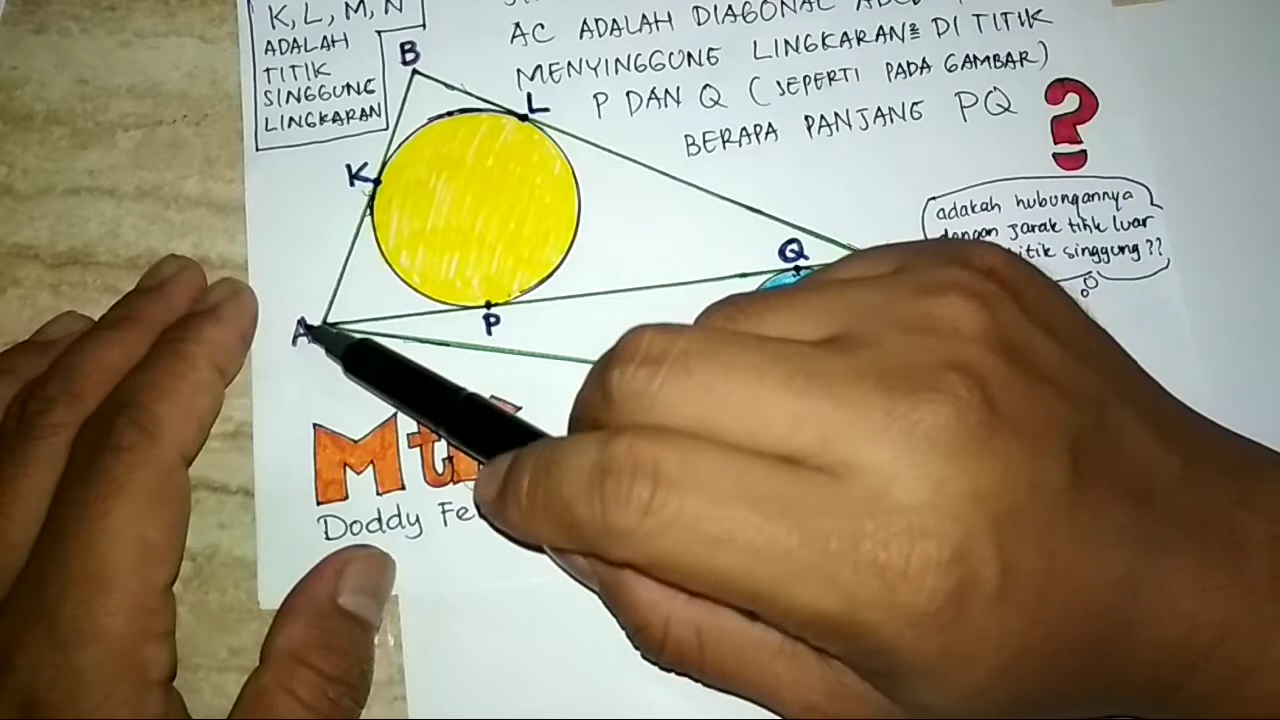 K, L, M, N
ADALAH
TITIK
SINGGUNG
LINGKARAN
AC ADALAH DIAGONAL
MENYINGGUNG LINGKARAN² DI TITIK
P DAN Q (SEPERTI PADA GAMBAR)
BERAPA PANJANG PQ ?
adakah hubungannya
dengan jarak titik luar
titik singgung ??
B
L
K
Q
A
P
Doddy Fe